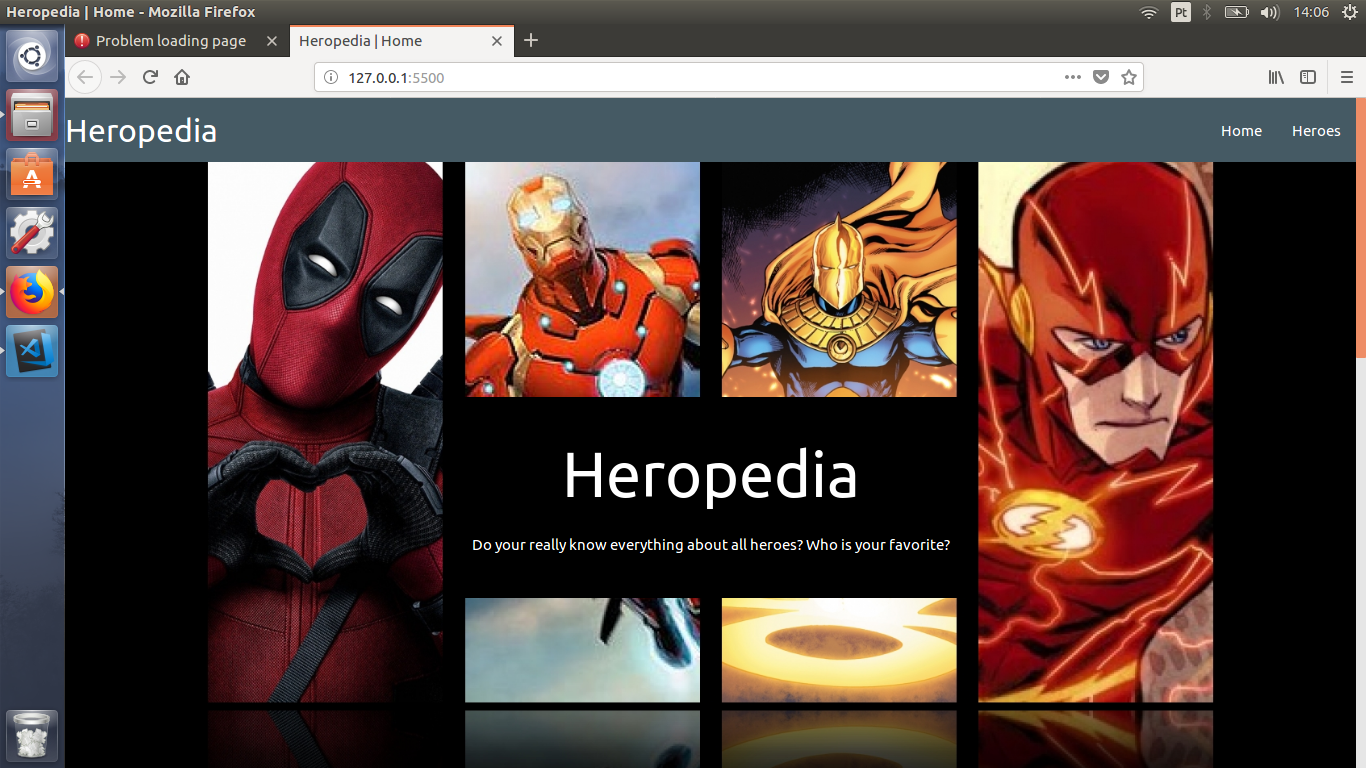 Heropedia | Home - Mozilla Firefox
Pt
14:06
Problem loading page
Heropedia | Home
127.0.0.1:5500
Heropedia
Home
Heroes
Heropedia
Do your really know everything about all heroes? Who is your favorite?